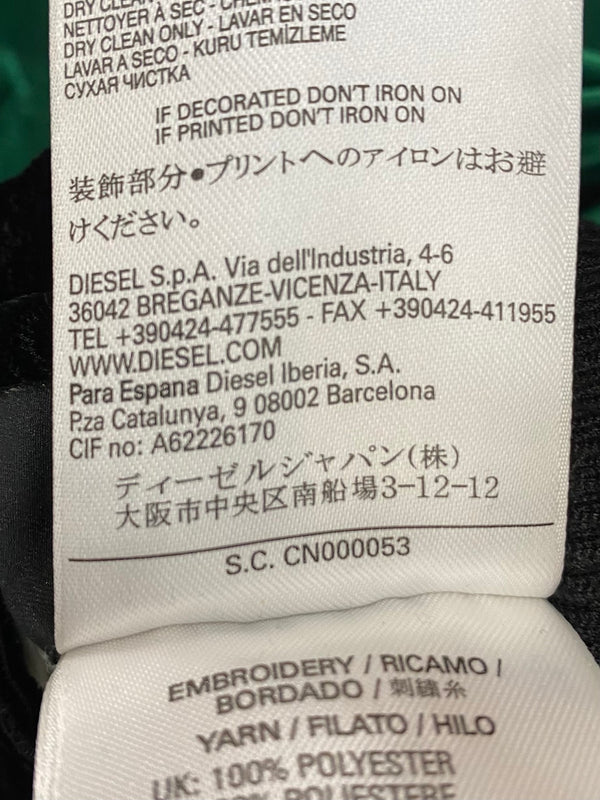 DRY CLEAN
NETTOYER À SEC - CHEM
DRY CLEAN ONLY - LAVAR EN SECO
LAVAR A SECO - KURU TEMİZLEME
СУХАЯ ЧИСТКА
IF DECORATED DON'T IRON ON
IF PRINTED DON'T IRON ON
装飾部分•プリントへのアイロンはお避
けください。
DIESEL S.p.A. Via dell'Industria, 4-6
36042 BREGANZE-VICENZA-ITALY
TEL +390424-477555 - FAX +390424-411955
WWW.DIESEL.COM
Para Espana Diesel Iberia, S.A.
P.za Catalunya, 9 08002 Barcelona
CIF no: A62226170
ディーゼルジャパン(株)
大阪市中央区南船場3-12-12
S.C. CN000053
EMBROIDERY / RICAMO /
BORDADO / 刺繍糸
YARN / FILATO / HILO
UK: 100% POLYESTER
POLIESTERE